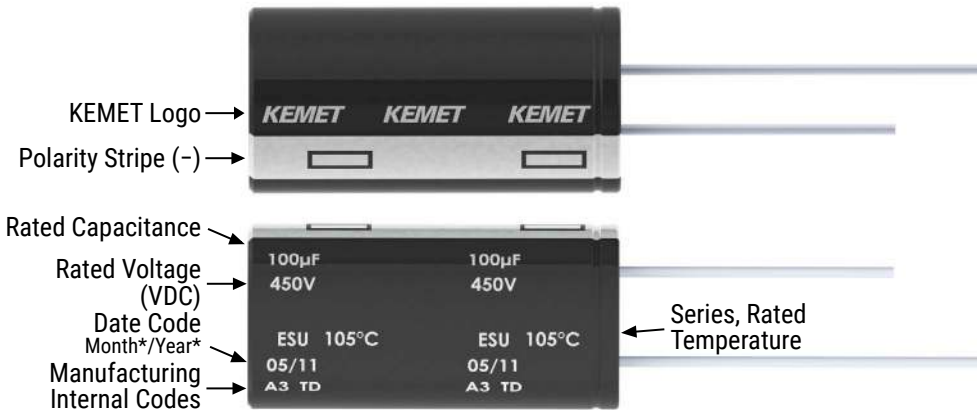 KEMET Logo
KEMET KEMET KEMET
Polarity Stripe (−)
Rated Capacitance
100µF 100µF
Rated Voltage
(VDC)
450V 450V
Date Code
Month*/Year*
ESU 105°C ESU 105°C
Series, Rated
Temperature
05/11 05/11
Manufacturing
Internal Codes
A3 TD A3 TD